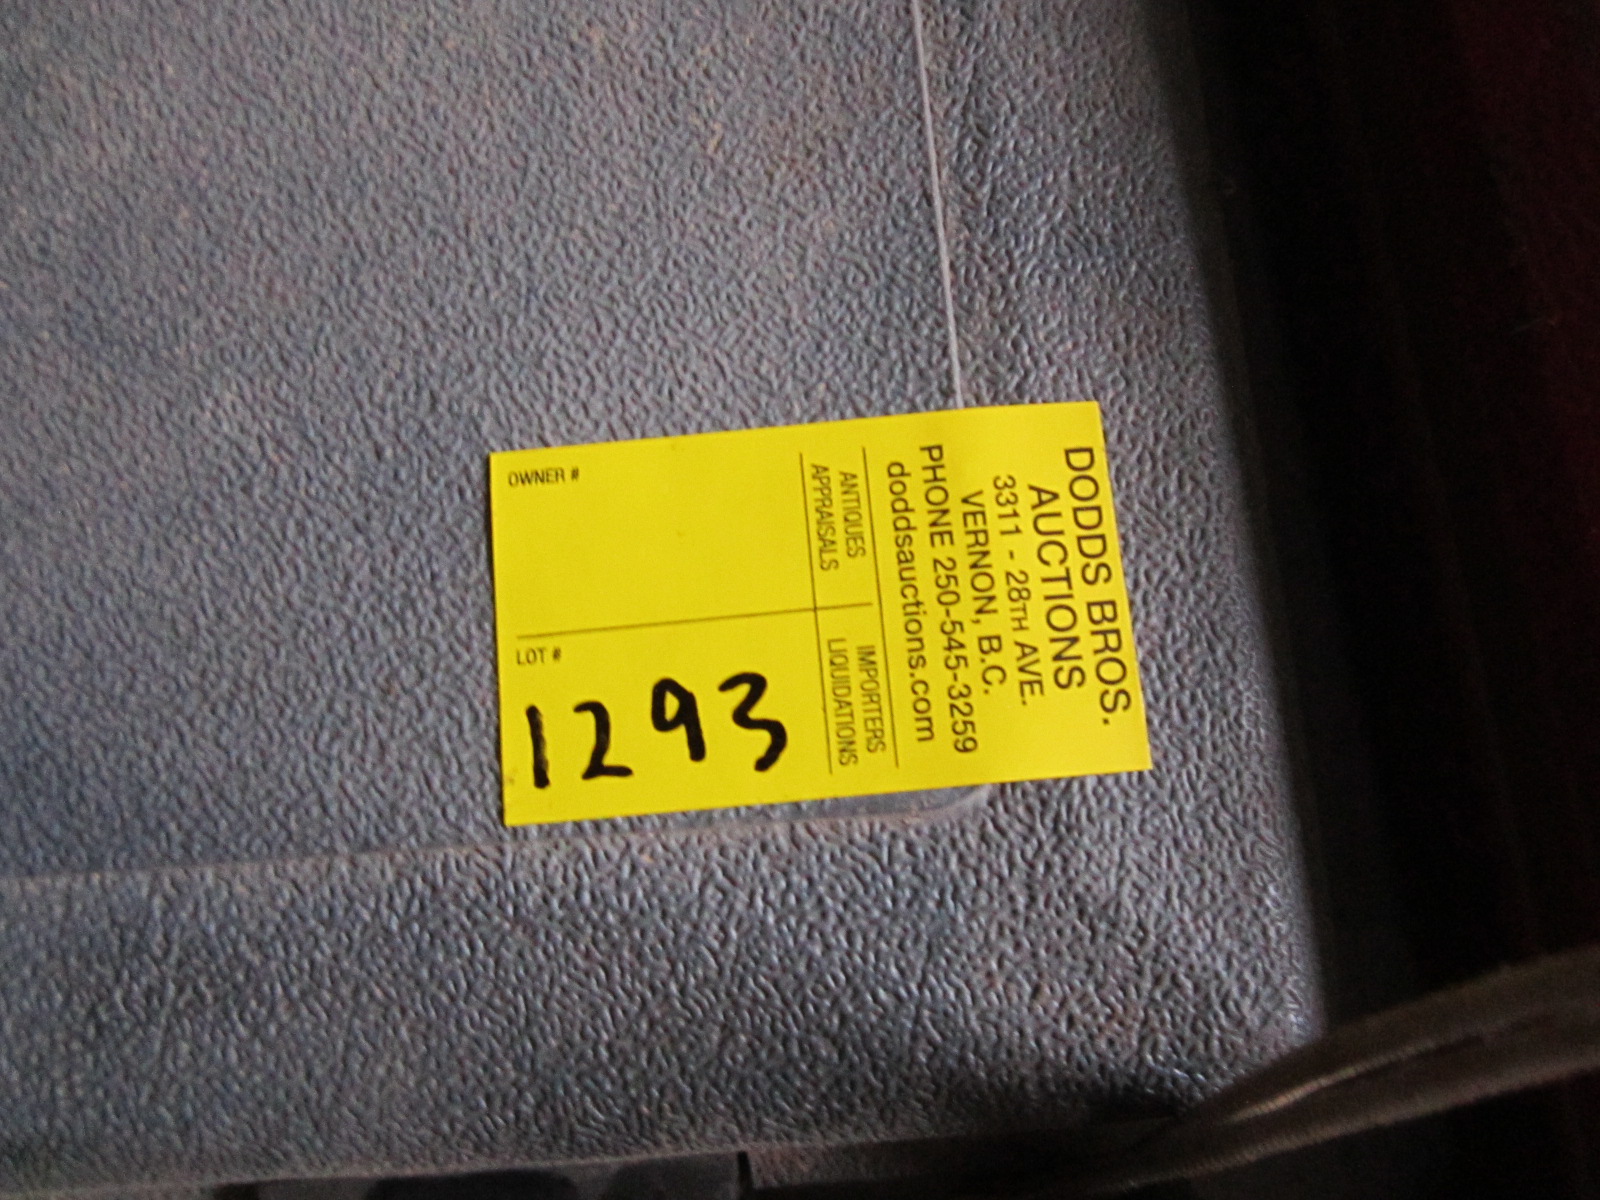 DODDS BROS.
AUCTIONS
3311 - 28TH AVE.
VERNON, B.C.
PHONE 250-545-3259
doddsauctions.com
ANTIQUES IMPORTERS
APPRAISALS LIQUIDATIONS
OWNER #
LOT #
1293